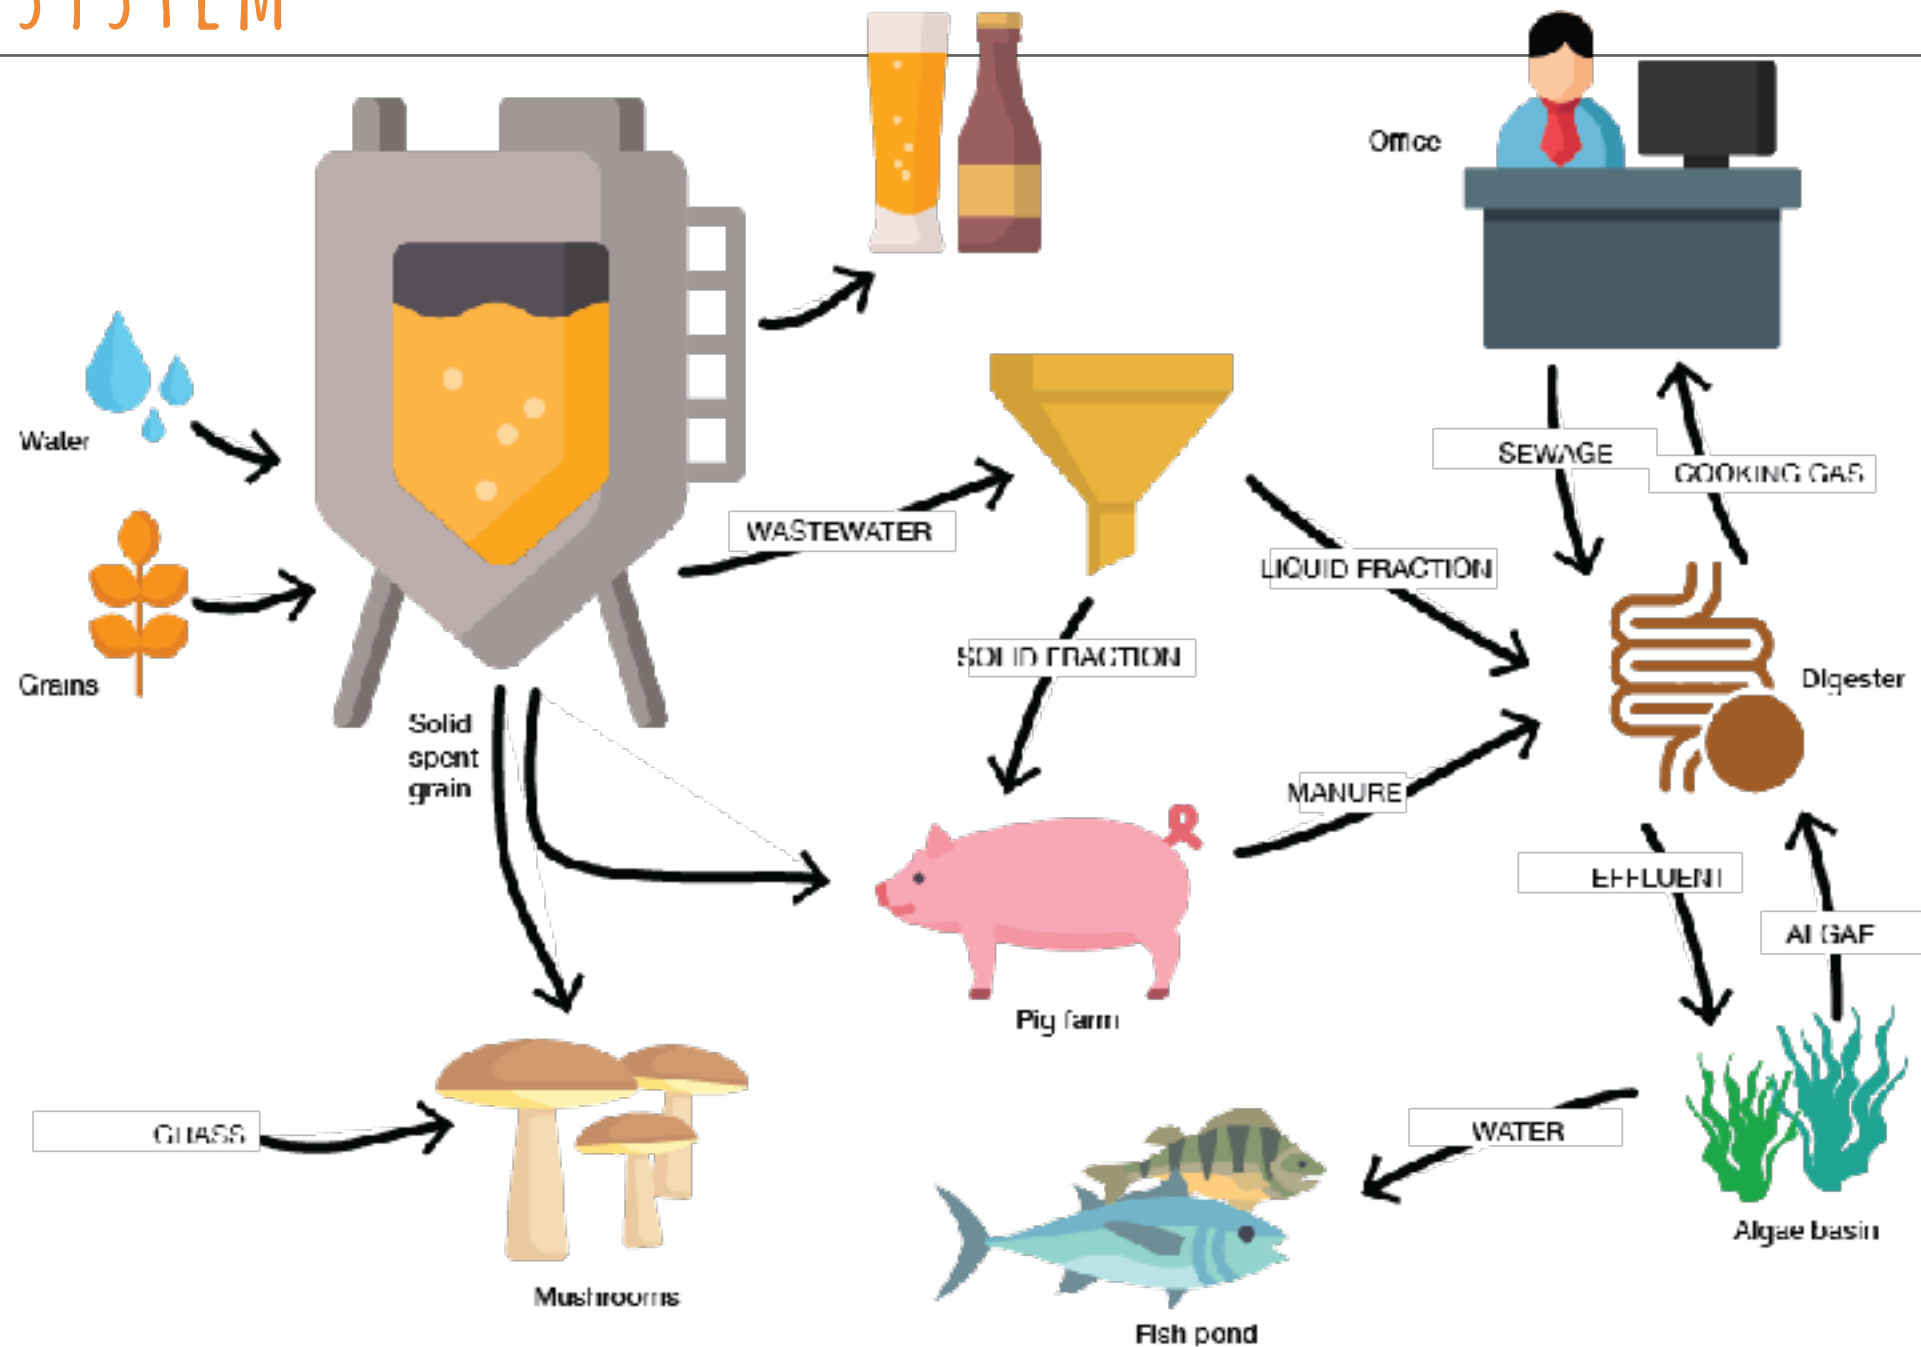 SYSTEM
Office
SEWAGE
COOKING GAS
Water
WASTEWATER
LIQUID FRACTION
SOLID FRACTION
Grains
Digester
Solid
spent
grain
MANURE
EFFLUENT
ALGAE
Pig farm
GRASS
WATER
Algae basin
Mushrooms
Fish pond